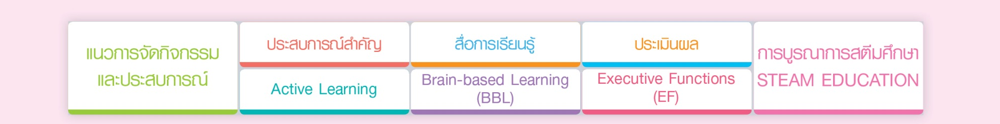 แนวการจัดกิจกรรม
และประสบการณ์
ประสบการณ์สำคัญ
สื่อการเรียนรู้
ประเมินผล
Active Learning
Brain-based Learning
(BBL)
Executive Functions
(EF)
การบูรณาการสตีมศึกษา
STEAM EDUCATION